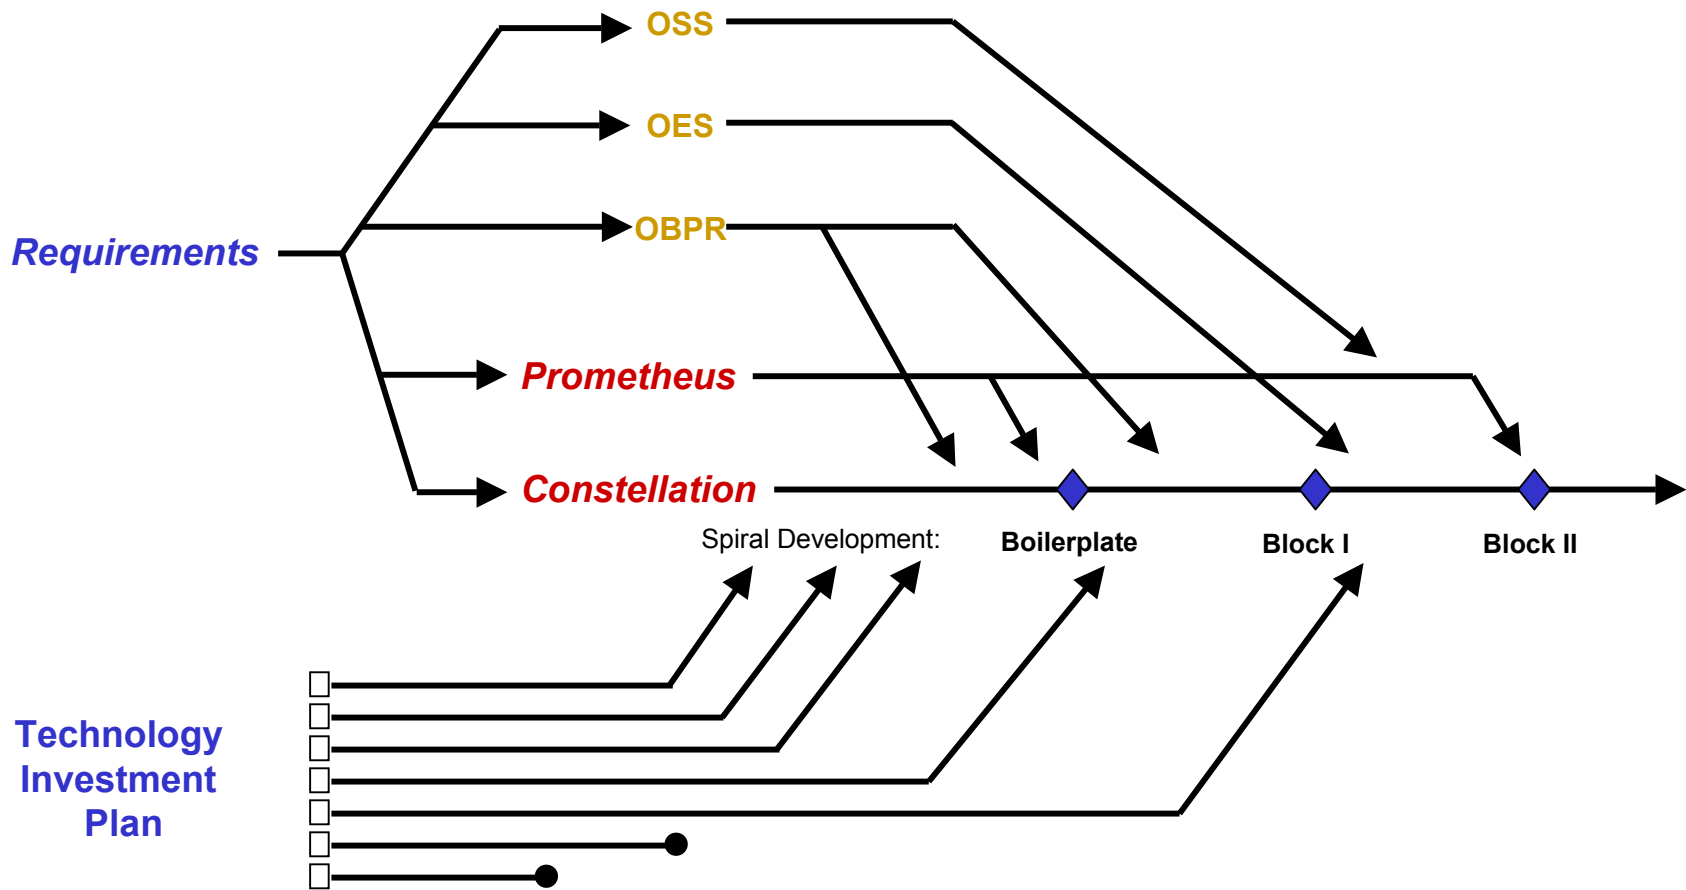 OSS
OES
OBPR
Requirements
Prometheus
Constellation
Spiral Development:
Boilerplate
Block I
Block II
Technology
Investment
Plan